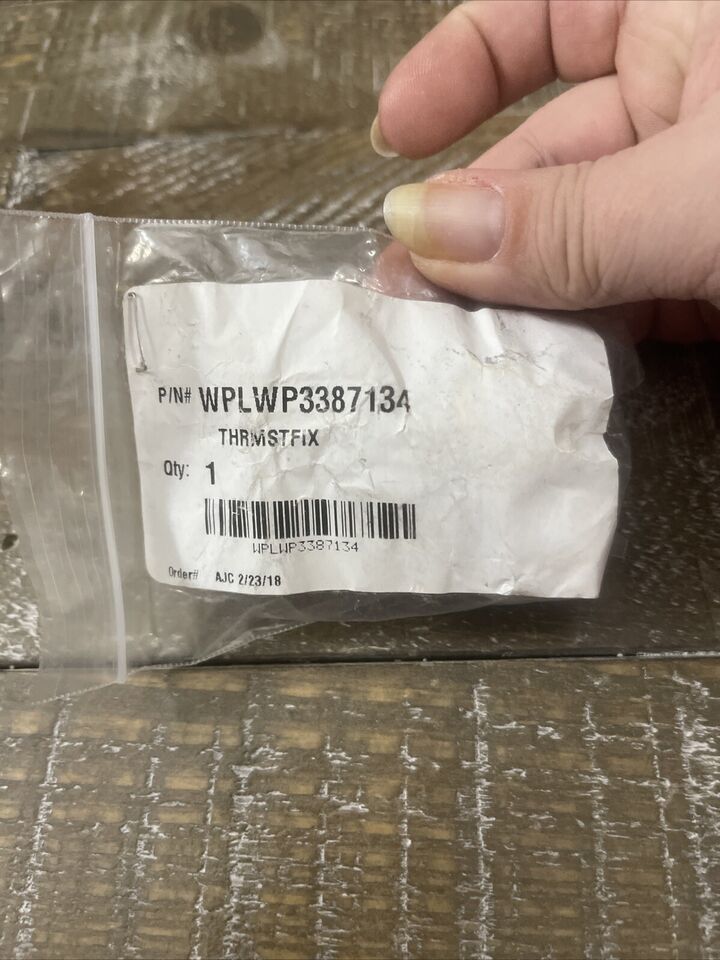 P/N# WPLWP3387134
THRMSTFIX
Qty: 1
WPLWP3387134
Order# AJC 2/23/18